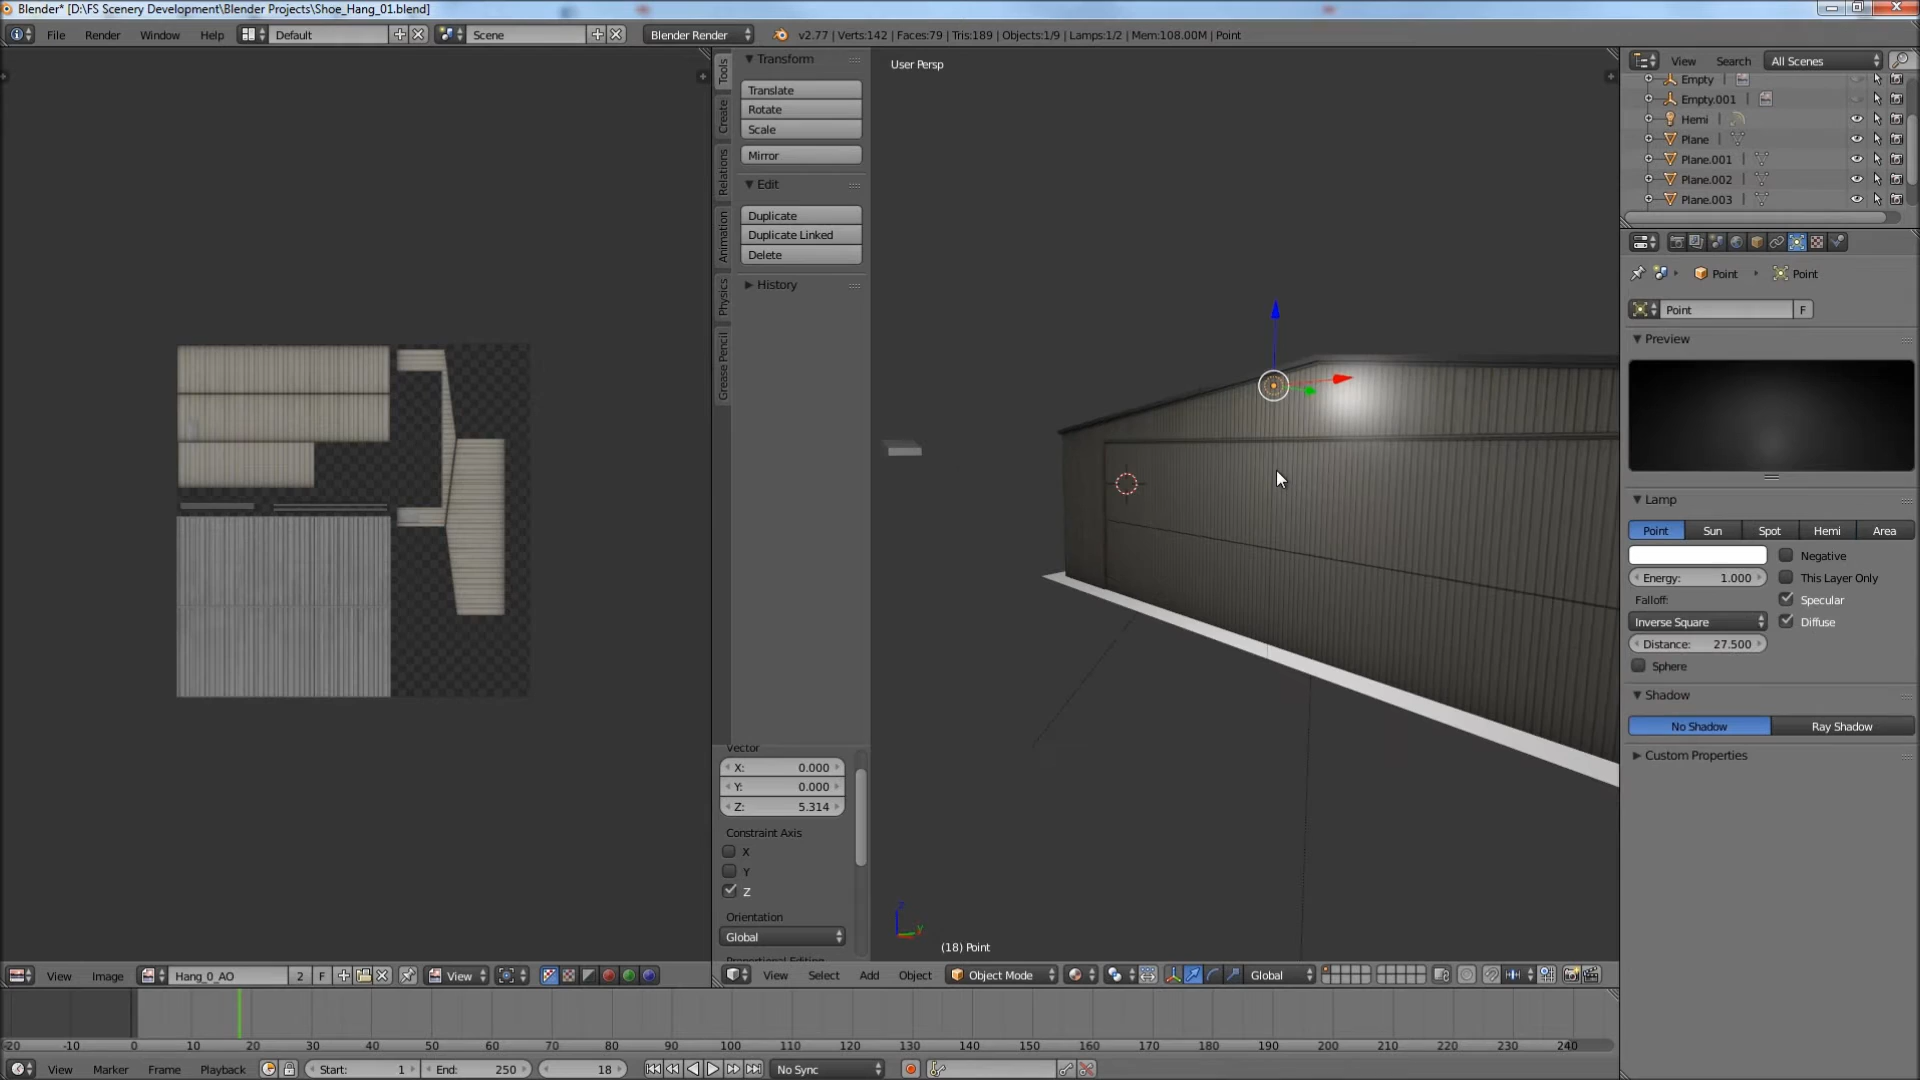 Blender* [D:\FS Scenery Development\Blender Projects\Shoe_Hang_01.blend]
File Render Window Help Default Scene Blender Render v2.77 | Verts:142 | Faces:79 | Tris:189 | Objects:1/9 | Lamps:1/2 | Mem:108.00M | Point
Tools
Create
Relations
Animation
Physics
Grease Pencil
Transform
Translate
Rotate
Scale
Mirror
Edit
Duplicate
Duplicate Linked
Delete
History
Vector
X: 0.000
Y: 0.000
Z: 5.314
Constraint Axis
X
Y
Z
Orientation
Global
Proportional Editing
User Persp
(18) Point
z
y
View Search All Scenes
Empty
Empty.001
Hemi
Plane
Plane.001
Plane.002
Plane.003
Point Point
Point F
Preview
Lamp
Point Sun Spot Hemi Area
Negative
Energy: 1.000 This Layer Only
Falloff: Specular
Inverse Square Diffuse
Distance: 27.500
Sphere
Shadow
No Shadow Ray Shadow
Custom Properties
View Image Hang_0_AO 2 F View
View Select Add Object Object Mode Global
-20 -10 0 10 20 30 40 50 60 70 80 90 100 110 120 130 140 150 160 170 180 190 200 210 220 230 240
View Marker Frame Playback Start: 1 End: 250 18 No Sync